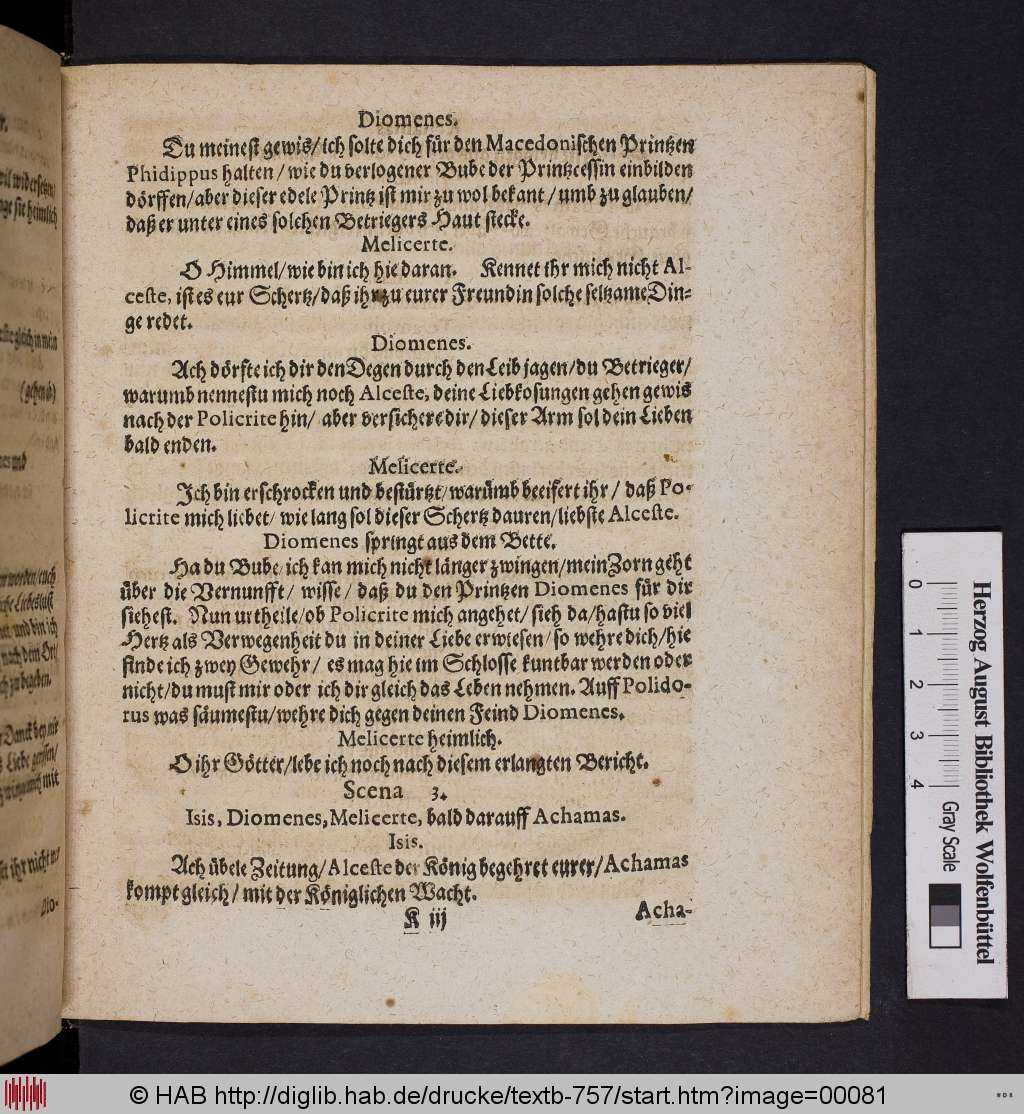 Diomenes.
Du meinest gewis/ich solte dich für den Macedonischen Printzen
Phidippus halten/ wie du verlogener Bube der Printzcessin einbilden
dörffen/aber dieser edele Printz ist mir zu wol bekant/ umb zu glauben/
daß er unter eines solchen Betriegers Haut stecke.
Melicerte.
O Himmel/wie bin ich hie daran. Kennet ihr mich nicht Al-
ceste, ist es eur Schertz/daß ihr zu eurer Freundin solche seltzame Din-
ge redet.
Diomenes.
Ach dörfte ich dir den Degen durch den Leib jagen/du Betrieger/
warumb nennestu mich noch Alceste, deine Liebkosungen gehen gewis
nach der Policrite hin/ aber versichere dir/ dieser Arm sol dein Lieben
bald enden.
Melicerte.
Ich bin erschrocken und bestürtzt/warümb beeifert ihr/ daß Po-
licrite mich liebet/ wie lang sol dieser Schertz dauren/liebste Alceste.
Diomenes springt aus dem Bette.
Ha du Bube/ich kan mich nicht länger zwingen/mein Zorn geht
über die Vernunfft/ wisse/ daß du den Printzen Diomenes für dir
siehest. Nun urtheile/ob Policrite mich angehet/ sieh da/hastu so viel
Hertz als Verwegenheit du in deiner Liebe erwiesen/so wehre dich/hie
finde ich zwey Gewehr/ es mag hie im Schlosse kuntbar werden oder
nicht/du must mir oder ich dir gleich das Leben nehmen. Auff Polido-
rus was säumestu/wehre dich gegen deinen Feind Diomenes.
Melicerte heimlich.
O ihr Götter/lebe ich noch nach diesem erlangten Bericht.
Scena 3.
Isis, Diomenes, Melicerte, bald darauff Achamas.
Isis.
Ach übele Zeitung/Alceste der König begehret eurer/Achamas
kompt gleich/ mit der Königlichen Wacht.
K iij Acha-
Herzog August Bibliothek Wolfenbüttel
0 1 2 3 4 Gray Scale
© HAB http://diglib.hab.de/drucke/textb-757/start.htm?image=00081